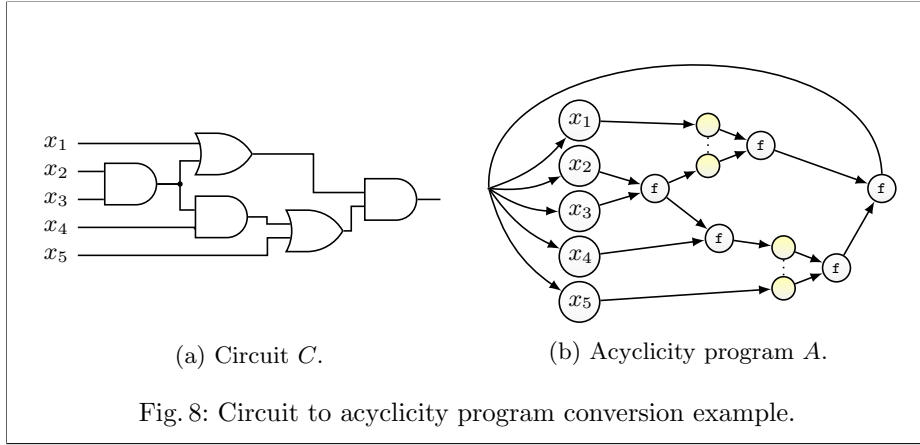 x₁
x₂
x₃
x₄
x₅
x₁
x₂
x₃
x₄
x₅
f
f
f
f
f
(a) Circuit C.
(b) Acyclicity program A.
Fig. 8: Circuit to acyclicity program conversion example.